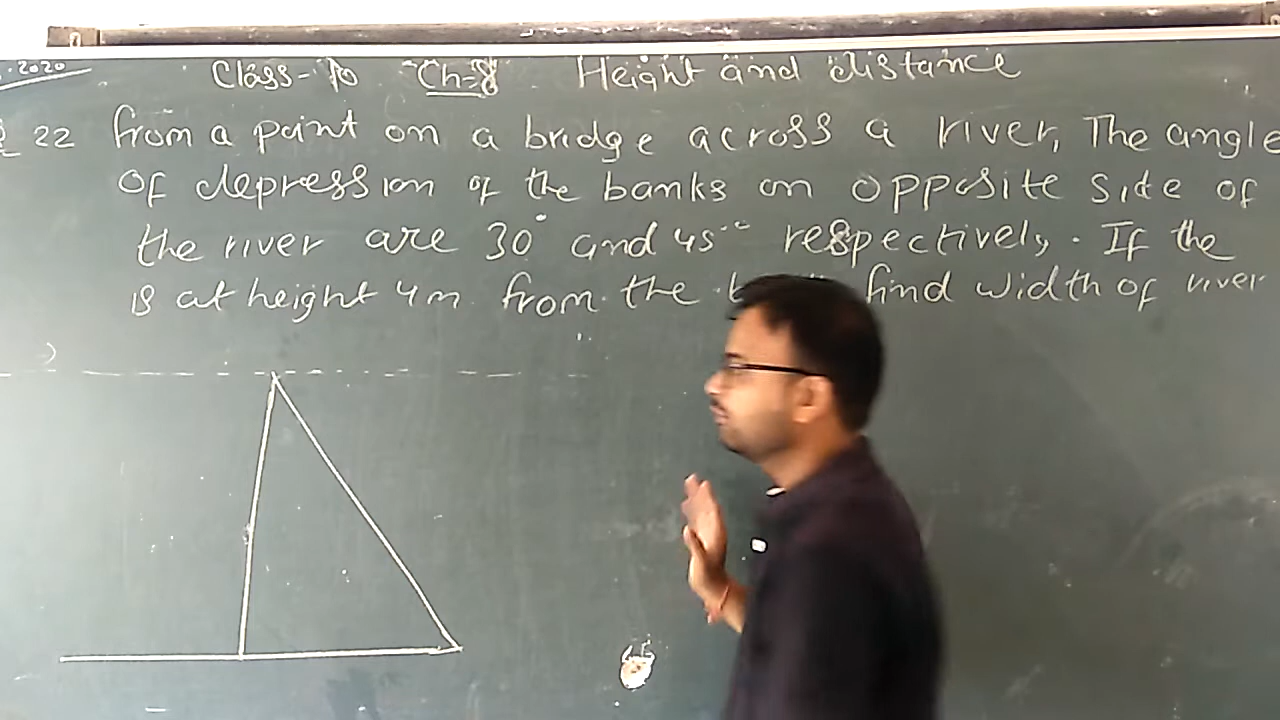 .2020
Class-10 Ch-8 Height and distance
22 from a point on a bridge across a river, The angle
of depression of the banks on opposite side of
the river are 30° and 45° respectively. If the
is at height 4m from the find width of river